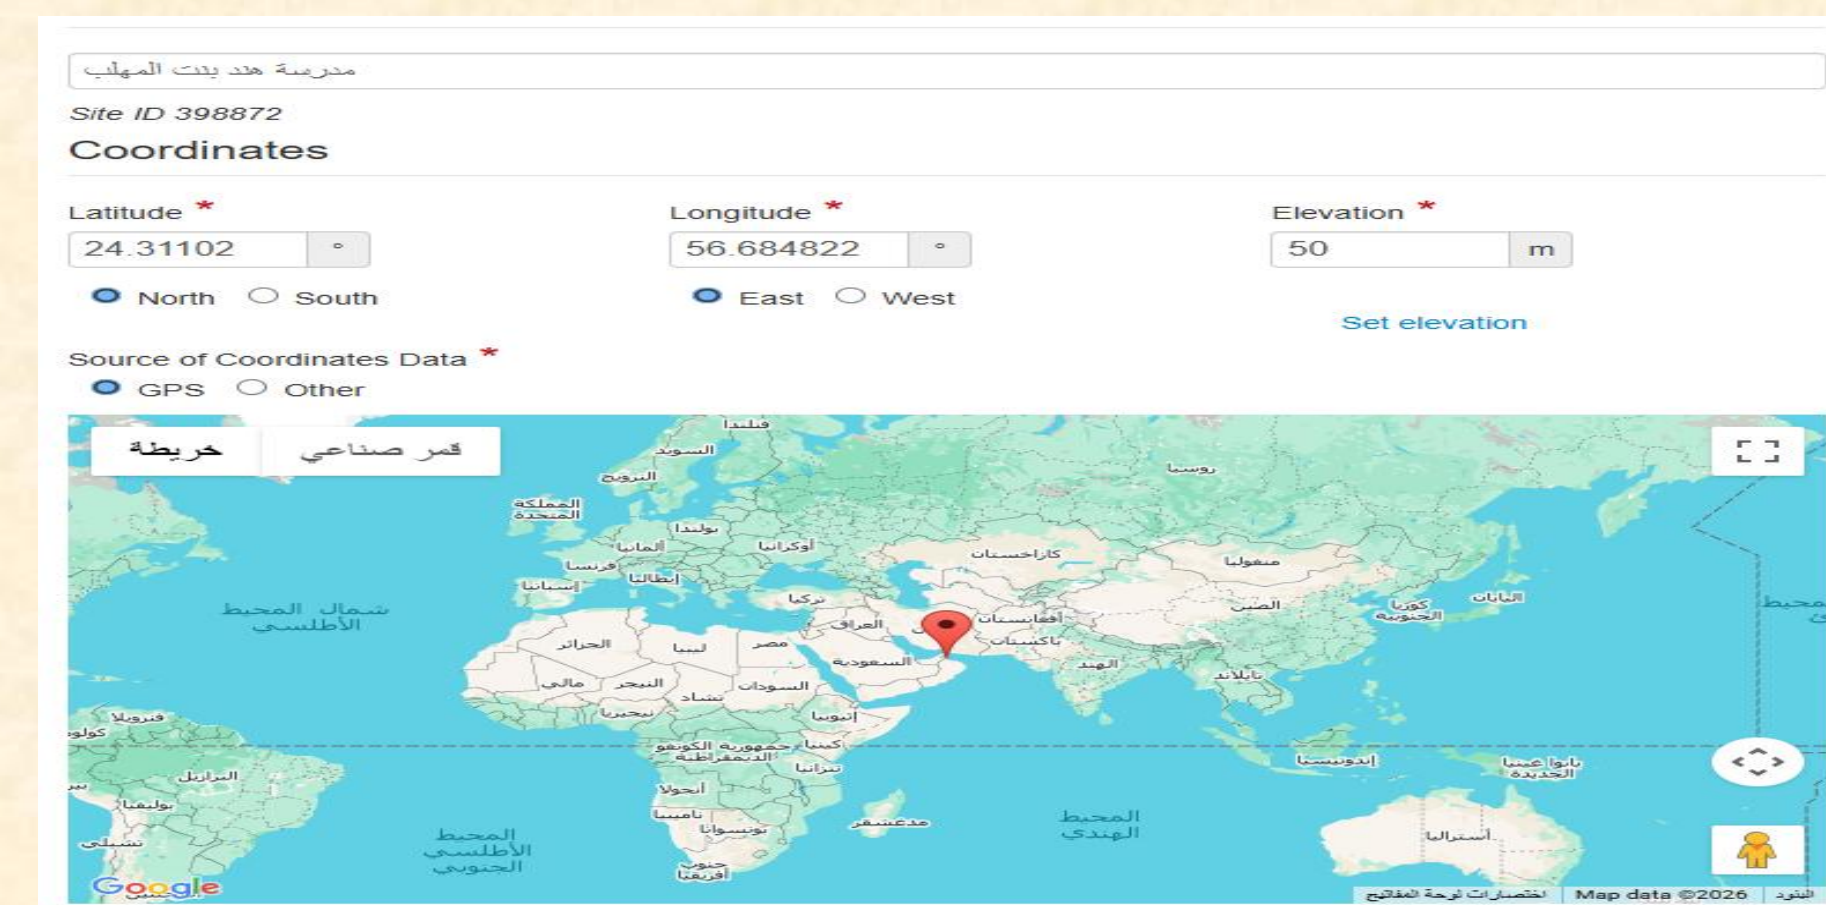 مدرسة هند بنت المهلب
Site ID 398872
Coordinates
Latitude * Longitude * Elevation *
24.31102 ° 56.684822 ° 50 m
North South East West
Set elevation
Source of Coordinates Data *
GPS Other
خريطة قمر صناعي
فنلندا
السويد
النرويج
روسيا
المملكة
المتحدة
بولندا
ألمانيا
أوكرانيا
كازاخستان
منغوليا
فرنسا
إيطاليا
إسبانيا
تركيا
شمال المحيط
الأطلسي
الصين
كوريا
الجنوبية
اليابان
العراق
أفغانستان
باكستان
الجزائر
ليبيا
مصر
السعودية
الهند
تايلاند
مالي
النيجر
تشاد
السودان
نيجيريا
إثيوبيا
فنزويلا
كينيا
جمهورية الكونغو
الديمقراطية
تنزانيا
إندونيسيا
بابوا غينيا
الجديدة
البرازيل
بوليفيا
أنجولا
ناميبيا
بوتسوانا
مدغشقر
المحيط
الهندي
أستراليا
تشيلي
المحيط
الأطلسي
الجنوبي
جنوب
أفريقيا
Google
اختصارات لوحة المفاتيح Map data ©2026 البنود